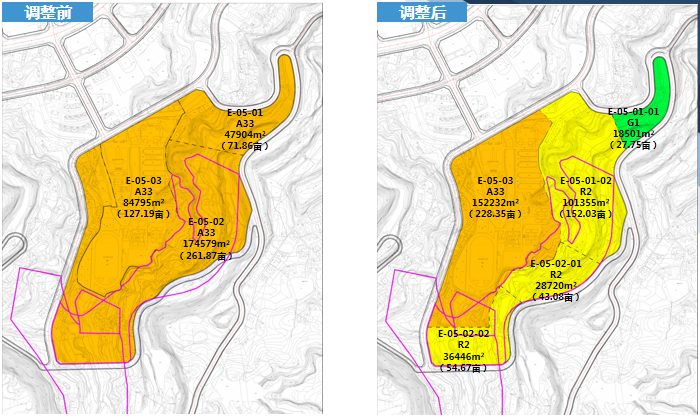 调整前
E-05-01
A33
47904m²
（71.86亩）
E-05-03
A33
84795m²
（127.19亩）
E-05-02
A33
174579m²
（261.87亩）
调整后
E-05-01-01
G1
18501m²
（27.75亩）
E-05-03
A33
152232m²
（228.35亩）
E-05-01-02
R2
101355m²
（152.03亩）
E-05-02-01
R2
28720m²
（43.08亩）
E-05-02-02
R2
36446m²
（54.67亩）